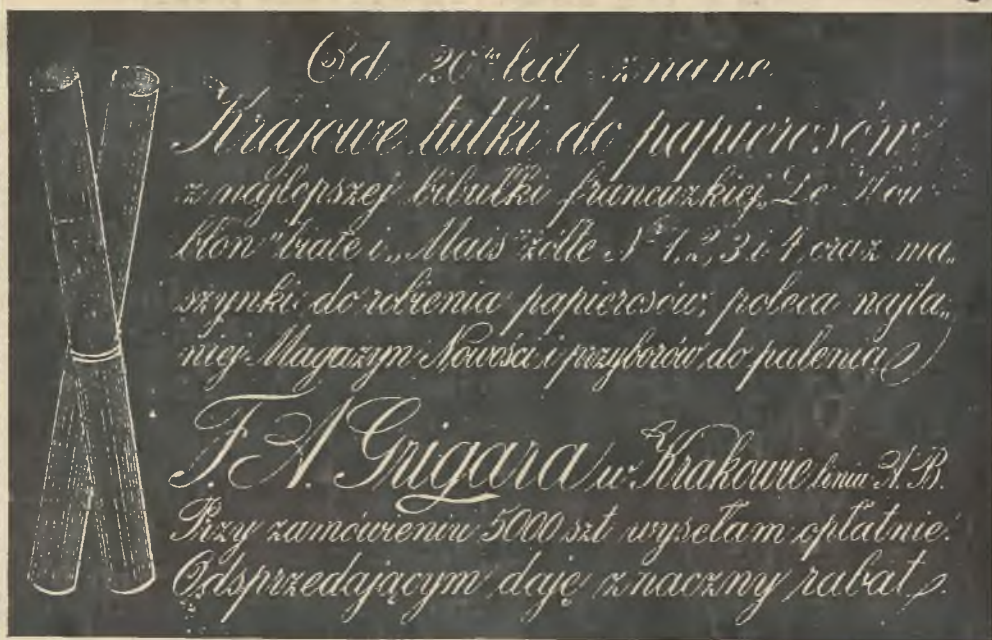 Od 20tu lat znane
Krajowe tutki do papierosów
z najlepszej bibułki francuzkiej „Le Hou-
blon" białe i „Mais" żółte Nº 1, 2, 3 i 4, oraz ma„
szynki do robienia papierosów, poleca najta„
niej Magazyn Nowości i przyborów do palenia
F. A. Grigara w Krakowie linia A. B.
Przy zamówieniu 5000 szt wysełam opłatnie.
Odsprzedającym daję znaczny rabat.